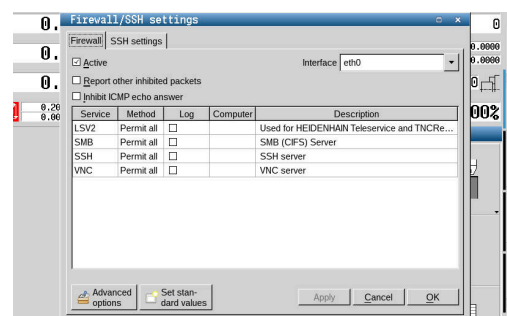 Firewall/SSH settings
0.
0
Firewall
SSH settings
0.
0.0000
0.0000
Active
Interface
eth0
0.
0
Report other inhibited packets
Inhibit ICMP echo answer
0.20
0.00
00%
Service
Method
Log
Computer
Description
LSV2
Permit all
Used for HEIDENHAIN Teleservice and TNCRe...
SMB
Permit all
SMB (CIFS) Server
SSH
Permit all
SSH server
VNC
Permit all
VNC server
Advanced
options
Set stan-
dard values
Apply
Cancel
OK